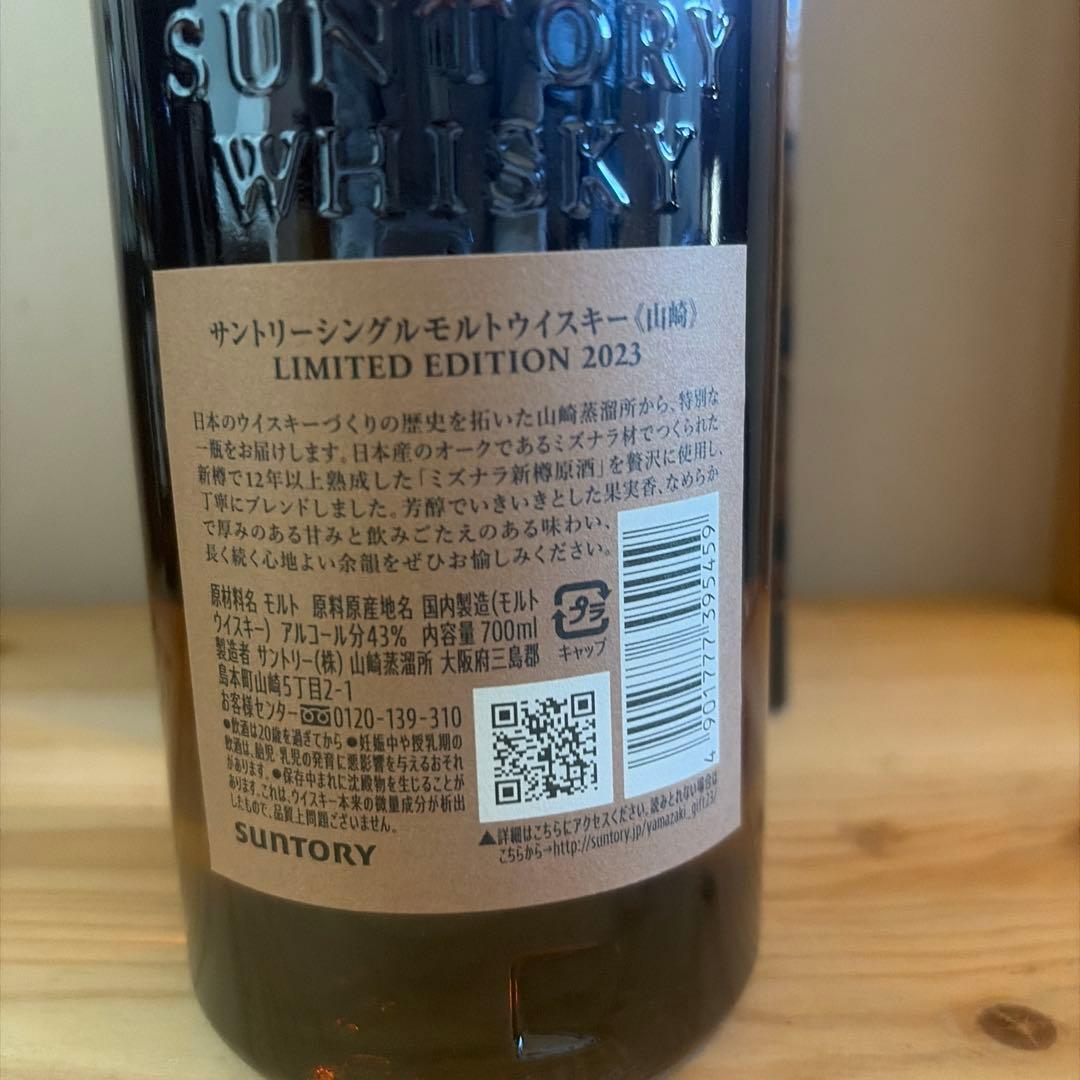 SUNTORY
WHISKY
サントリーシングルモルトウイスキー《山崎》
LIMITED EDITION 2023
日本のウイスキーづくりの歴史を拓いた山崎蒸溜所から、特別な
一瓶をお届けします。日本産のオークであるミズナラ材でつくられた
新樽で12年以上熟成した「ミズナラ新樽原酒」を贅沢に使用し、
丁寧にブレンドしました。芳醇でいきいきとした果実香、なめらか
で厚みのある甘みと飲みごたえのある味わい、
長く続く心地よい余韻をぜひお愉しみください。
原材料名 モルト 原料原産地名 国内製造(モルト
ウイスキー) アルコール分43% 内容量 700ml
製造者 サントリー(株) 山崎蒸溜所 大阪府三島郡
島本町山崎5丁目2-1
お客様センター 0120-139-310
●飲酒は20歳を過ぎてから ●妊娠中や授乳期の
飲酒は、胎児・乳児の発育に悪影響を与えるおそれ
があります。●保存中まれに沈殿物を生じることが
あります。これは、ウイスキー本来の微量成分が析出
したもので、品質上問題ございません。
SUNTORY
プラ
キャップ
4 901777 395459
▲詳細はこちらにアクセスください。読みとれない場合は
こちらから→http://suntory.jp/yamazaki_gift23/